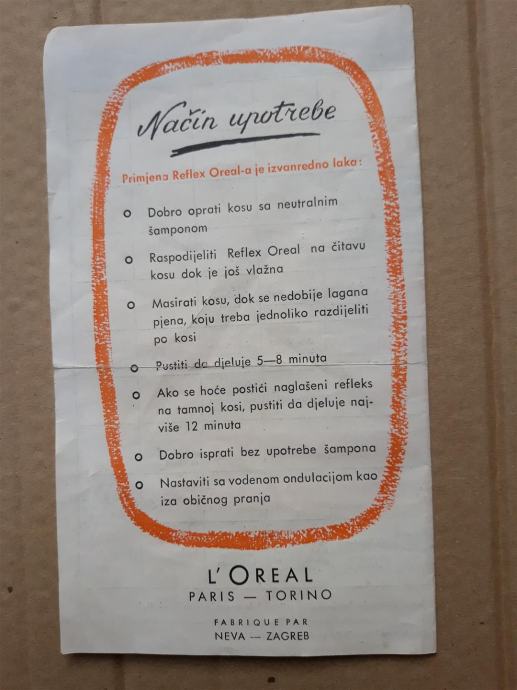 Način upotrebe
Primjena Reflex Oreal-a je izvanredno laka:
Dobro oprati kosu sa neutralnim
šamponom
Raspodijeliti Reflex Oreal na čitavu
kosu dok je još vlažna
Masirati kosu, dok se nedobije lagana
pjena, koju treba jednoliko razdijeliti
po kosi
Pustiti da djeluje 5—8 minuta
Ako se hoće postići naglašeni refleks
na tamnoj kosi, pustiti da djeluje naj-
više 12 minuta
Dobro isprati bez upotrebe šampona
Nastaviti sa vodenom ondulacijom kao
iza običnog pranja
L'OREAL
PARIS — TORINO
FABRIQUE PAR
NEVA — ZAGREB